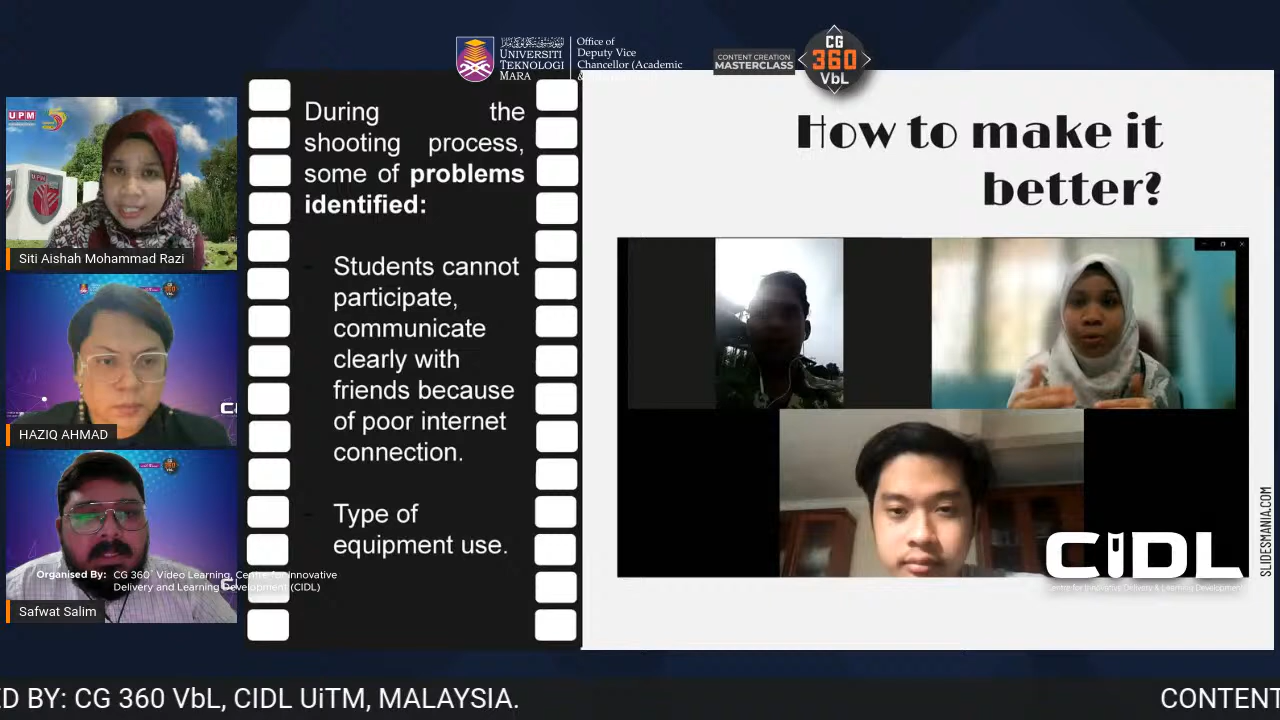 UNIVERSITI
TEKNOLOGI
MARA
Office of
Deputy Vice
Chancellor (Academic
CONTENT CREATION
MASTERCLASS
CG
360
VbL
UPM
Siti Aishah Mohammad Razi
HAZIQ AHMAD
Organised By: CG 360° Video Learning, Centre for Innovative
Delivery and Learning Development (CIDL)
Safwat Salim
During the
shooting process,
some of problems
identified:
- Students cannot
participate,
communicate
clearly with
friends because
of poor internet
connection.
- Type of
equipment use.
How to make it
better?
CIDL
Centre for Innovative Delivery & Learning Development
SLIDESMANIA.COM
ED BY: CG 360 VbL, CIDL UiTM, MALAYSIA.
CONTENT